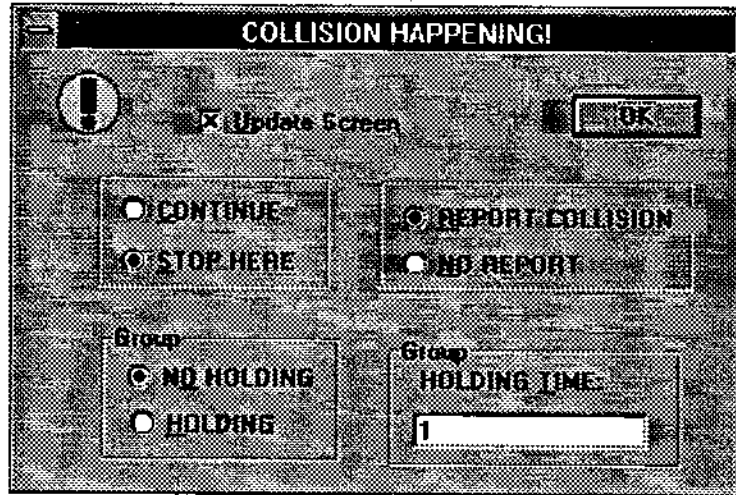 COLLISION HAPPENING!
Update Screen
OK
CONTINUE
STOP HERE
REPORT COLLISION
NO REPORT
Group
NO HOLDING
HOLDING
Group
HOLDING TIME:
1